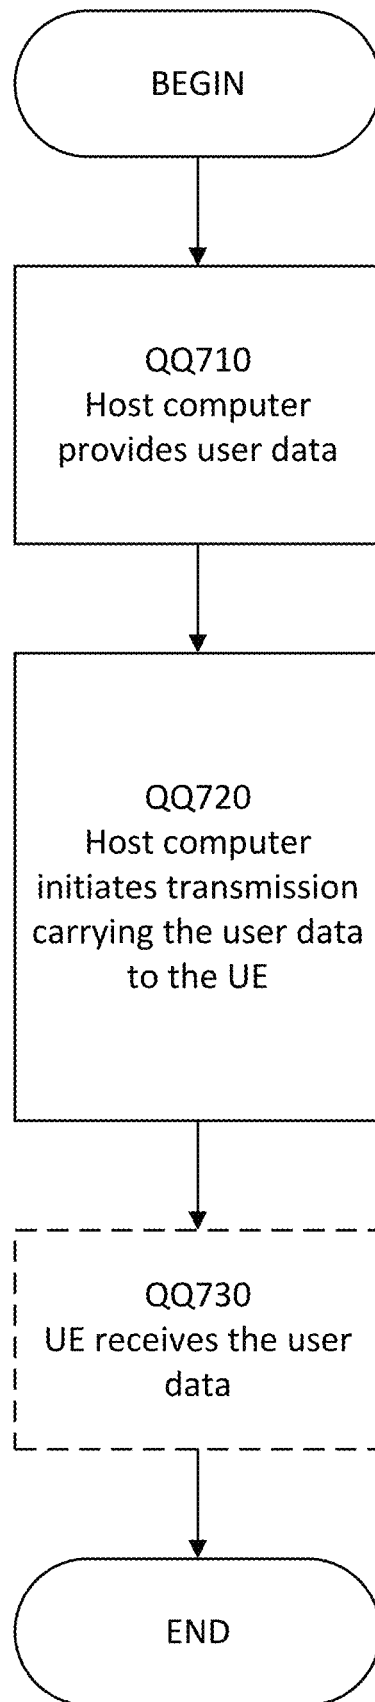 BEGIN
QQ710
Host computer
provides user data
QQ720
Host computer
initiates transmission
carrying the user data
to the UE
QQ730
UE receives the user
data
END